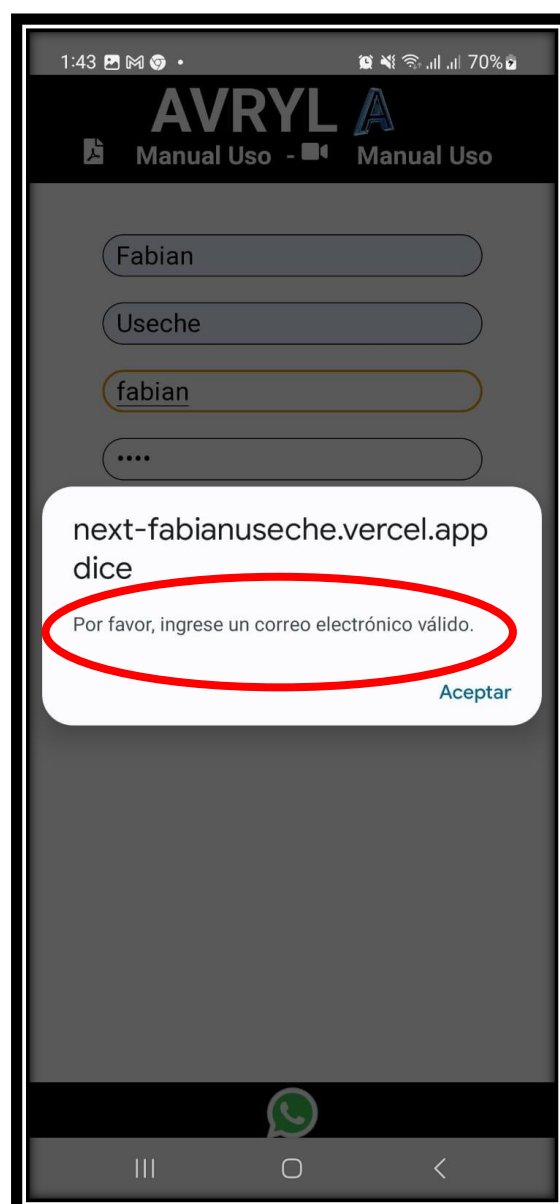 1:43 70%
AVRYL A
Manual Uso - Manual Uso
Fabian
Useche
fabian
••••
next-fabianuseche.vercel.app
dice
Por favor, ingrese un correo electrónico válido.
Aceptar